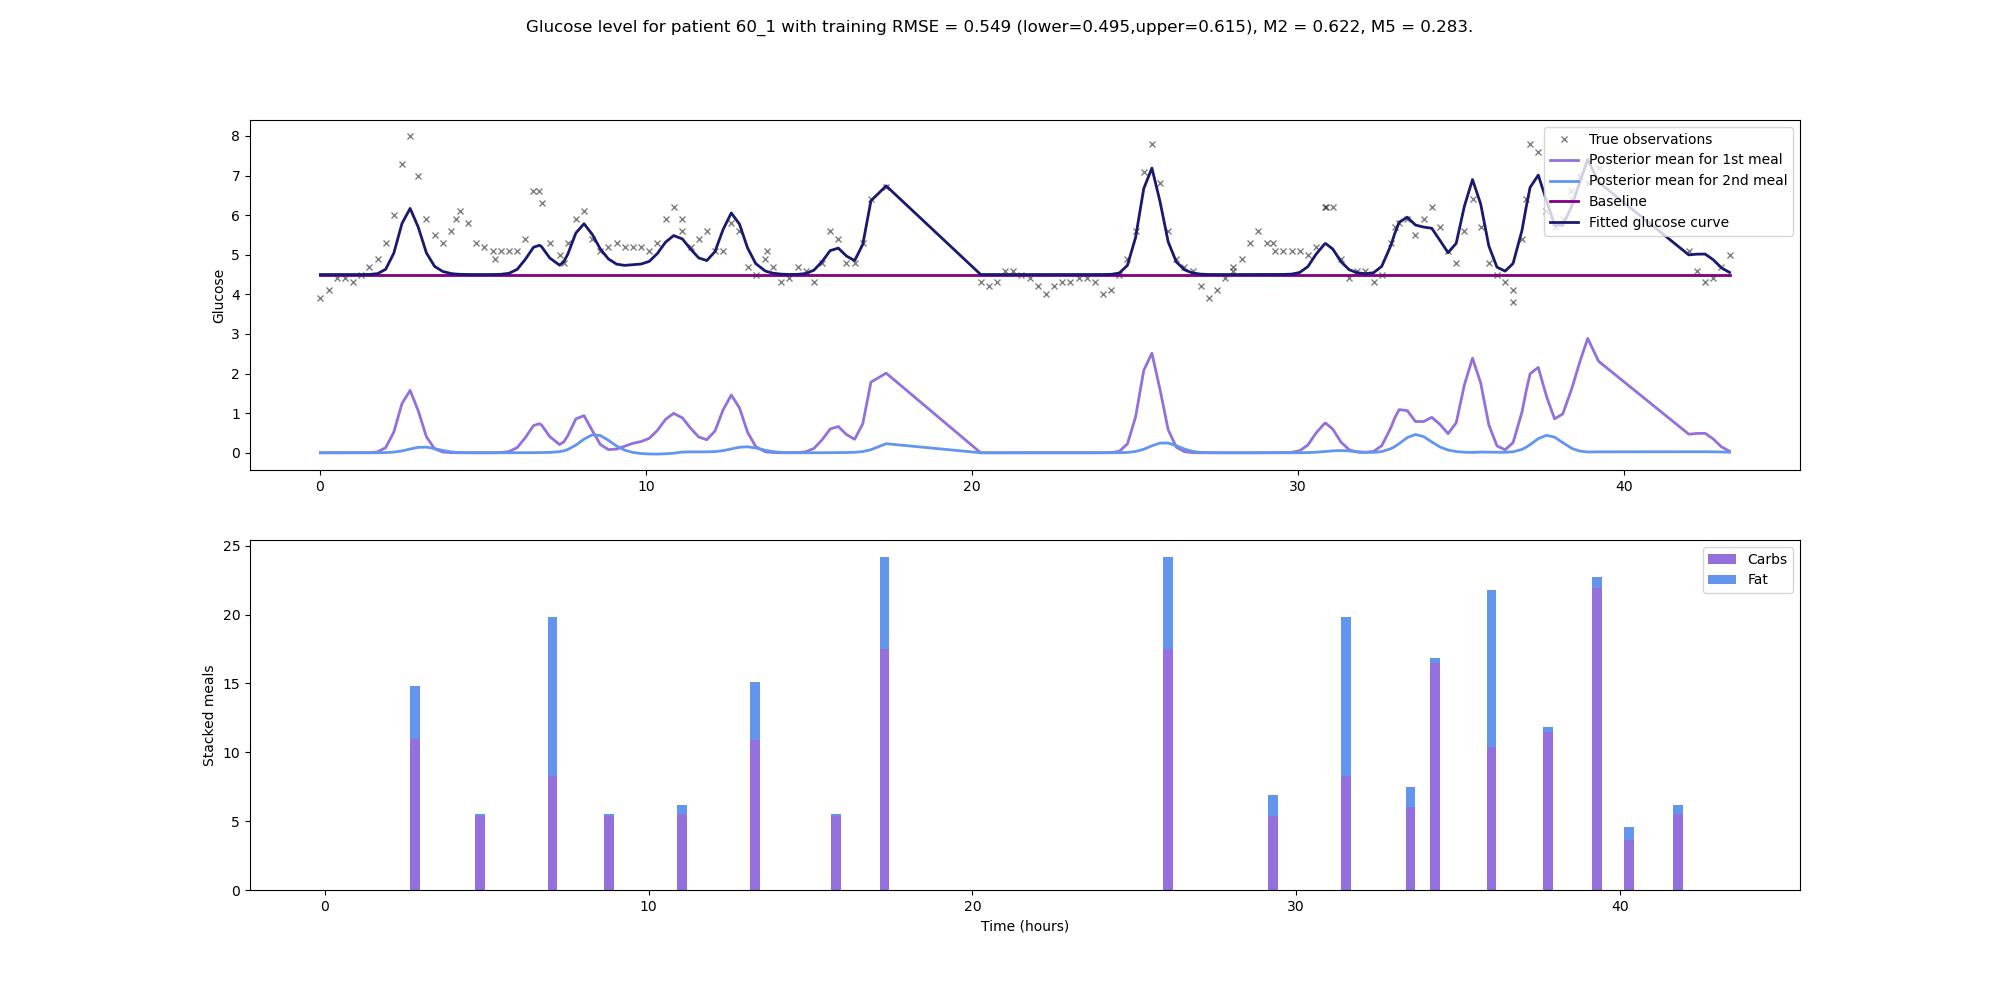 Glucose level for patient 60_1 with training RMSE = 0.549 (lower=0.495,upper=0.615), M2 = 0.622, M5 = 0.283.
8
7
6
5
4
3
2
1
0
Glucose
True observations
Posterior mean for 1st meal
Posterior mean for 2nd meal
Baseline
Fitted glucose curve
0 10 20 30 40
25
20
15
10
5
0
Stacked meals
Carbs
Fat
0 10 20 30 40
Time (hours)